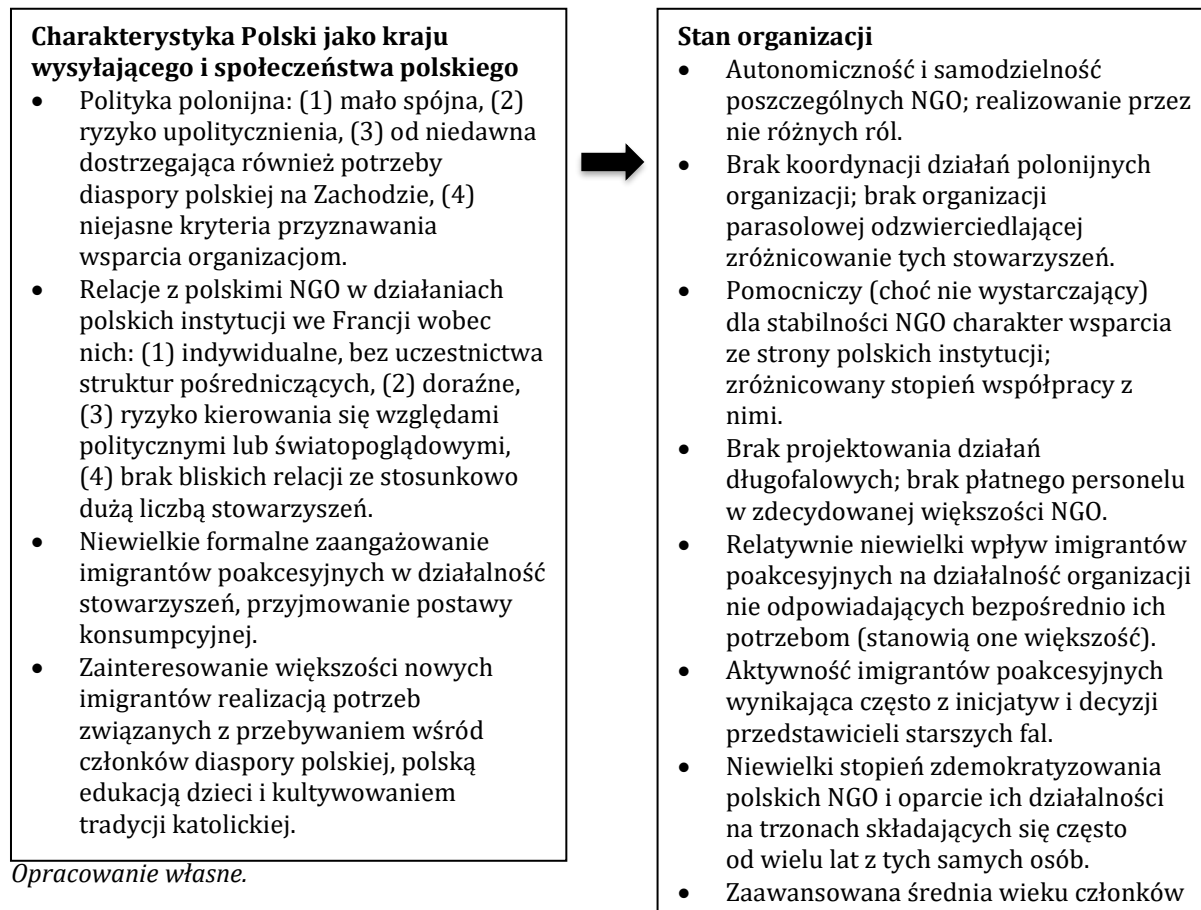 Charakterystyka Polski jako kraju
wysyłającego i społeczeństwa polskiego
• Polityka polonijna: (1) mało spójna, (2)
ryzyko upolitycznienia, (3) od niedawna
dostrzegająca również potrzeby
diaspory polskiej na Zachodzie, (4)
niejasne kryteria przyznawania
wsparcia organizacjom.
• Relacje z polskimi NGO w działaniach
polskich instytucji we Francji wobec
nich: (1) indywidualne, bez uczestnictwa
struktur pośredniczących, (2) doraźne,
(3) ryzyko kierowania się względami
politycznymi lub światopoglądowymi,
(4) brak bliskich relacji ze stosunkowo
dużą liczbą stowarzyszeń.
• Niewielkie formalne zaangażowanie
imigrantów poakcesyjnych w działalność
stowarzyszeń, przyjmowanie postawy
konsumpcyjnej.
• Zainteresowanie większości nowych
imigrantów realizacją potrzeb
związanych z przebywaniem wśród
członków diaspory polskiej, polską
edukacją dzieci i kultywowaniem
tradycji katolickiej.
Opracowanie własne.
Stan organizacji
• Autonomiczność i samodzielność
poszczególnych NGO; realizowanie przez
nie różnych ról.
• Brak koordynacji działań polonijnych
organizacji; brak organizacji
parasolowej odzwierciedlającej
zróżnicowanie tych stowarzyszeń.
• Pomocniczy (choć nie wystarczający)
dla stabilności NGO charakter wsparcia
ze strony polskich instytucji;
zróżnicowany stopień współpracy z
nimi.
• Brak projektowania działań
długofalowych; brak płatnego personelu
w zdecydowanej większości NGO.
• Relatywnie niewielki wpływ imigrantów
poakcesyjnych na działalność organizacji
nie odpowiadających bezpośrednio ich
potrzebom (stanowią one większość).
• Aktywność imigrantów poakcesyjnych
wynikająca często z inicjatyw i decyzji
przedstawicieli starszych fal.
• Niewielki stopień zdemokratyzowania
polskich NGO i oparcie ich działalności
na trzonach składających się często
od wielu lat z tych samych osób.
• Zaawansowana średnia wieku członków